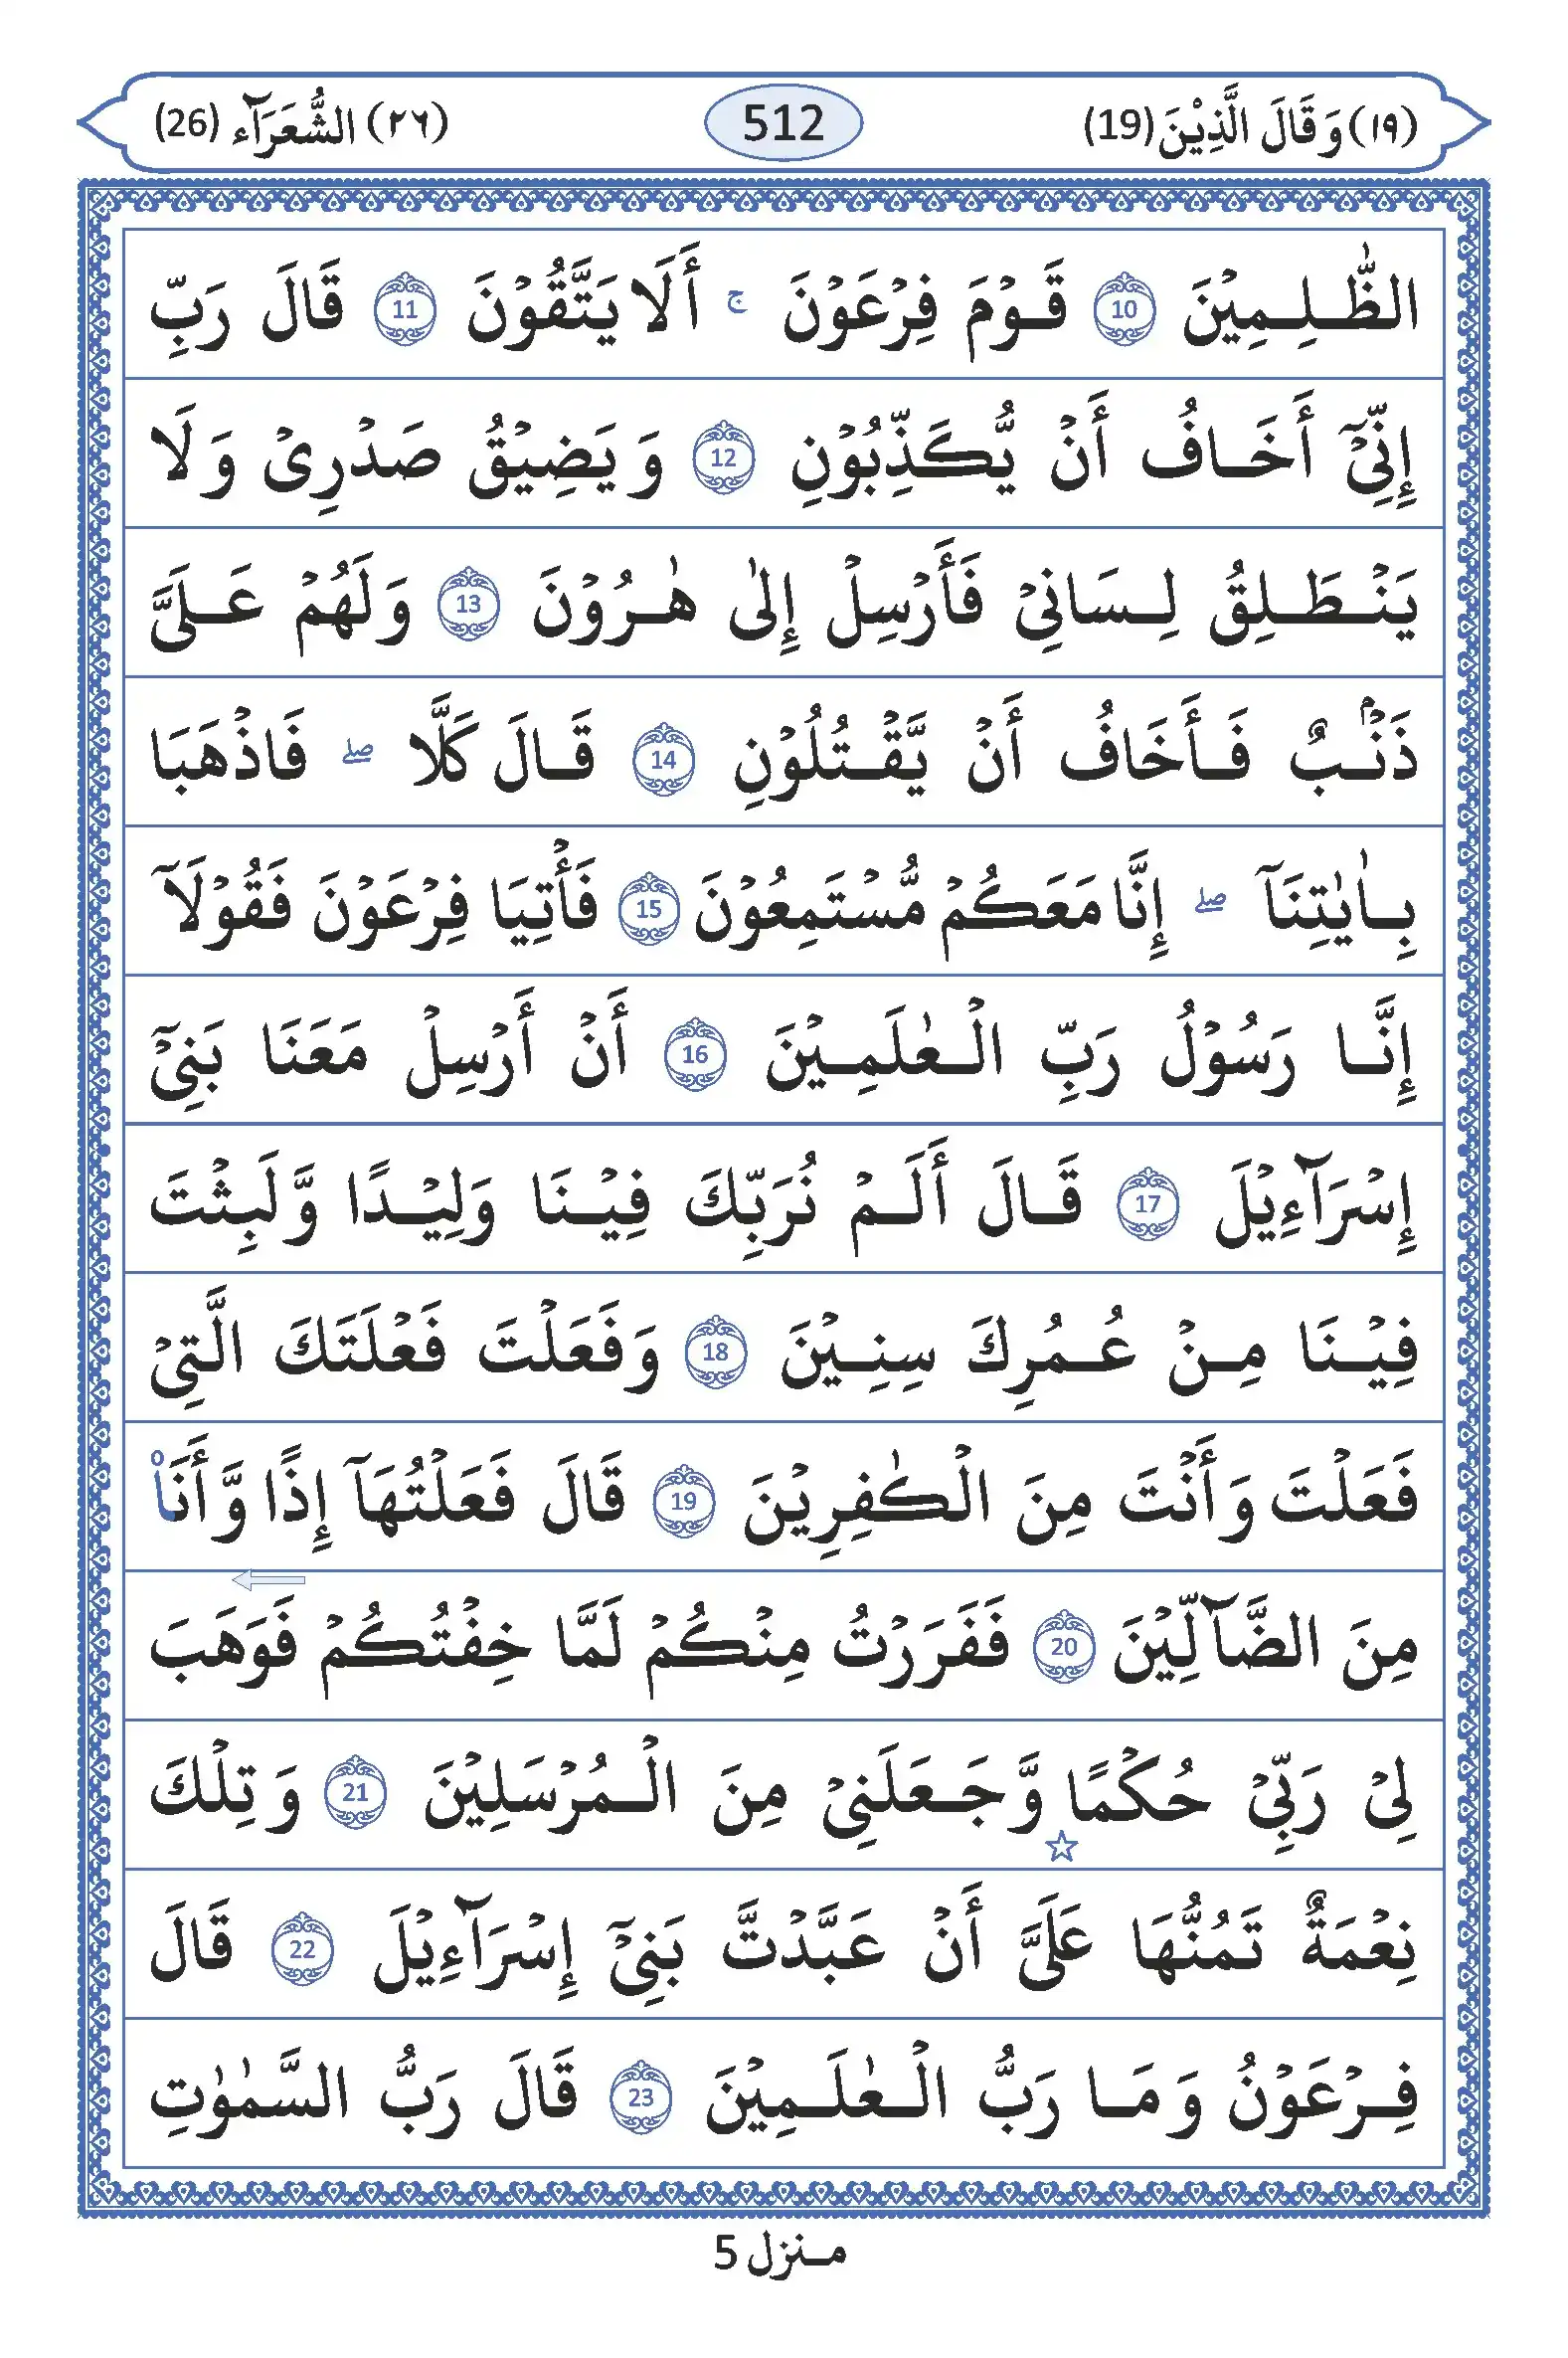 (١٩) وَقَالَ الَّذِيْنَ (19) 512 (٢٦) الشُّعَرَآء (26)
الظّٰلِمِيْنَ 10 قَوْمَ فِرْعَوْنَ ج أَلَا يَتَّقُوْنَ 11 قَالَ رَبِّ
إِنِّيْٓ أَخَافُ أَنْ يُّكَذِّبُوْنِ 12 وَيَضِيْقُ صَدْرِيْ وَلَا
يَنْطَلِقُ لِسَانِيْ فَأَرْسِلْ إِلٰى هٰرُوْنَ 13 وَلَهُمْ عَلَيَّ
ذَنْۢبٌ فَأَخَافُ أَنْ يَّقْتُلُوْنِ 14 قَالَ كَلَّا ۖ فَاذْهَبَا
بِاٰيٰتِنَآ ۖ إِنَّا مَعَكُمْ مُّسْتَمِعُوْنَ 15 فَأْتِيَا فِرْعَوْنَ فَقُوْلَآ
إِنَّا رَسُوْلُ رَبِّ الْعٰلَمِيْنَ 16 أَنْ أَرْسِلْ مَعَنَا بَنِيْٓ
إِسْرَآءِيْلَ 17 قَالَ أَلَمْ نُرَبِّكَ فِيْنَا وَلِيْدًا وَّلَبِثْتَ
فِيْنَا مِنْ عُمُرِكَ سِنِيْنَ 18 وَفَعَلْتَ فَعْلَتَكَ الَّتِيْ
فَعَلْتَ وَأَنْتَ مِنَ الْكٰفِرِيْنَ 19 قَالَ فَعَلْتُهَآ إِذًا وَّأَنَا۠
مِنَ الضَّآلِّيْنَ 20 فَفَرَرْتُ مِنْكُمْ لَمَّا خِفْتُكُمْ فَوَهَبَ
لِيْ رَبِّيْ حُكْمًا وَّجَعَلَنِيْ مِنَ الْمُرْسَلِيْنَ 21 وَتِلْكَ
نِعْمَةٌ تَمُنُّهَا عَلَيَّ أَنْ عَبَّدْتَّ بَنِيْٓ إِسْرَآءِيْلَ 22 قَالَ
فِرْعَوْنُ وَمَا رَبُّ الْعٰلَمِيْنَ 23 قَالَ رَبُّ السَّمٰوٰتِ
منزل 5